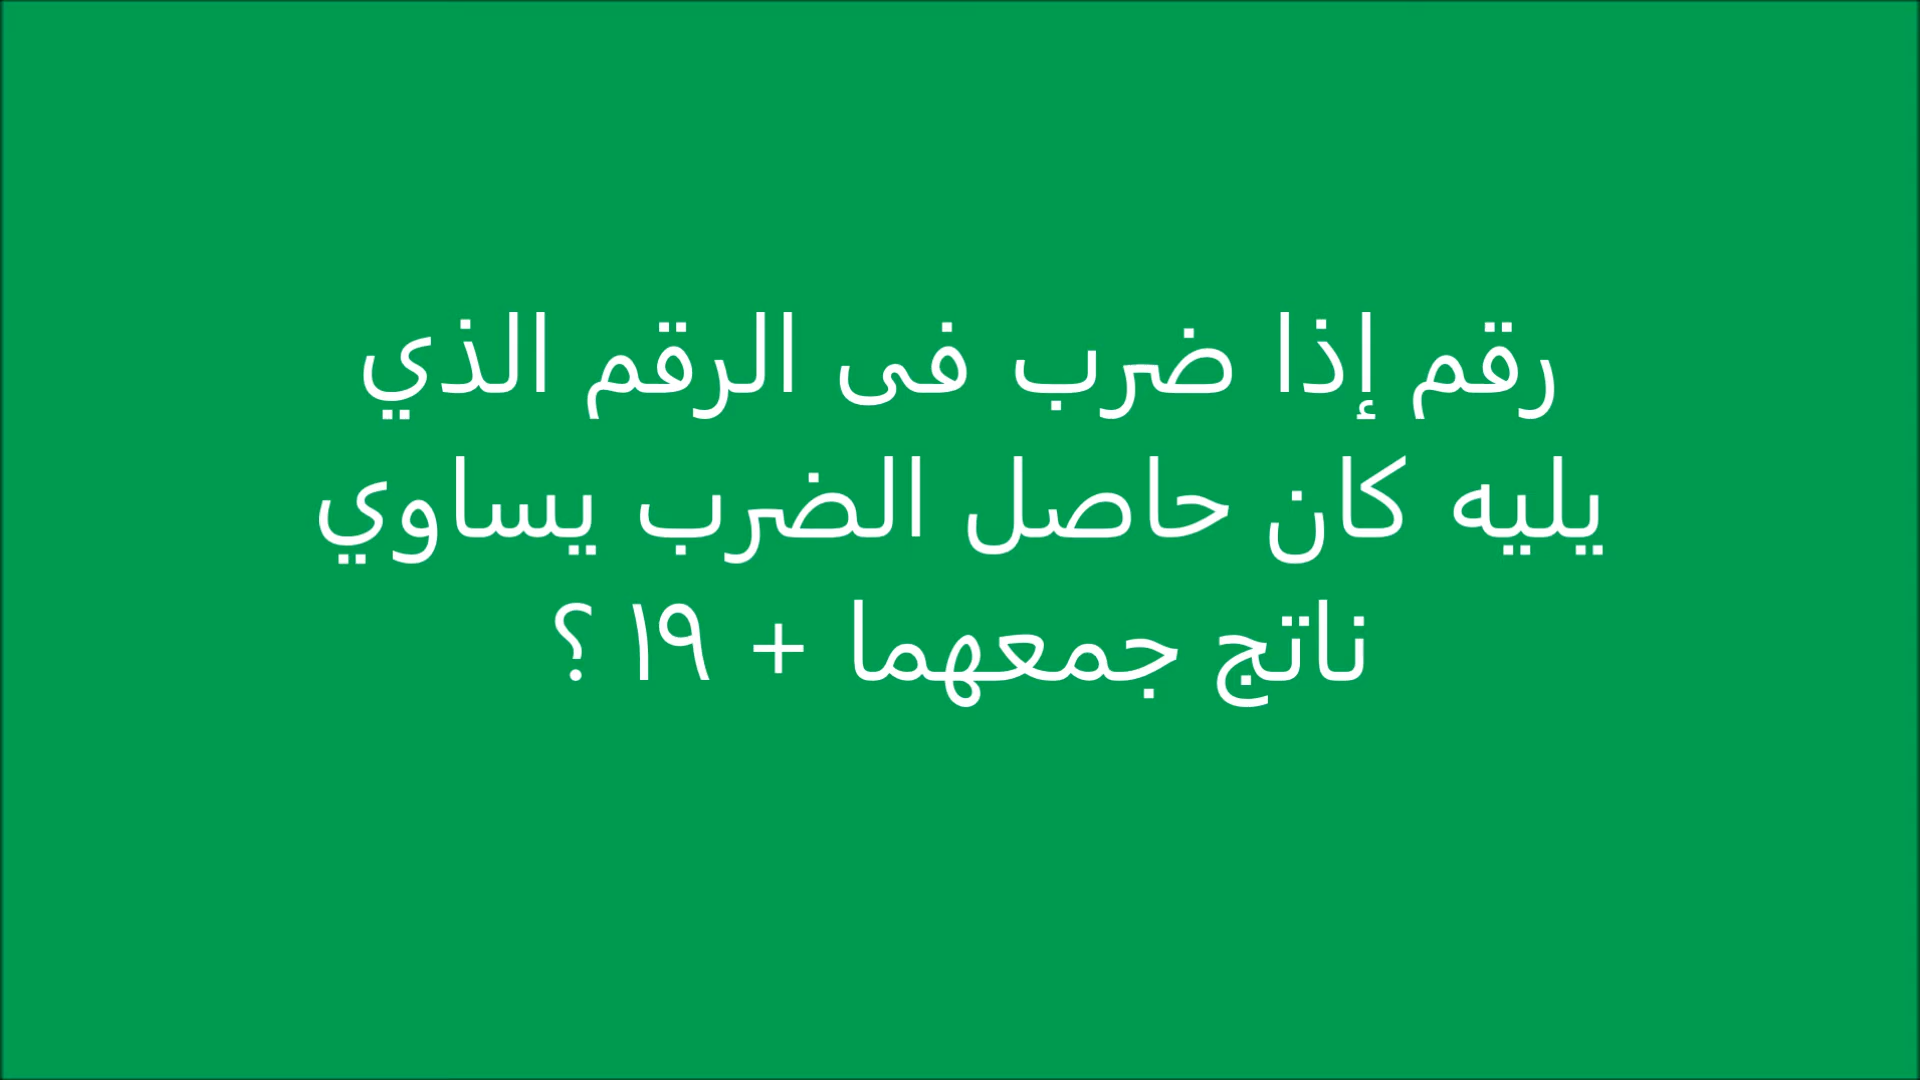 رقم إذا ضرب فى الرقم الذي
يليه كان حاصل الضرب يساوي
ناتج جمعهما + ١٩ ؟